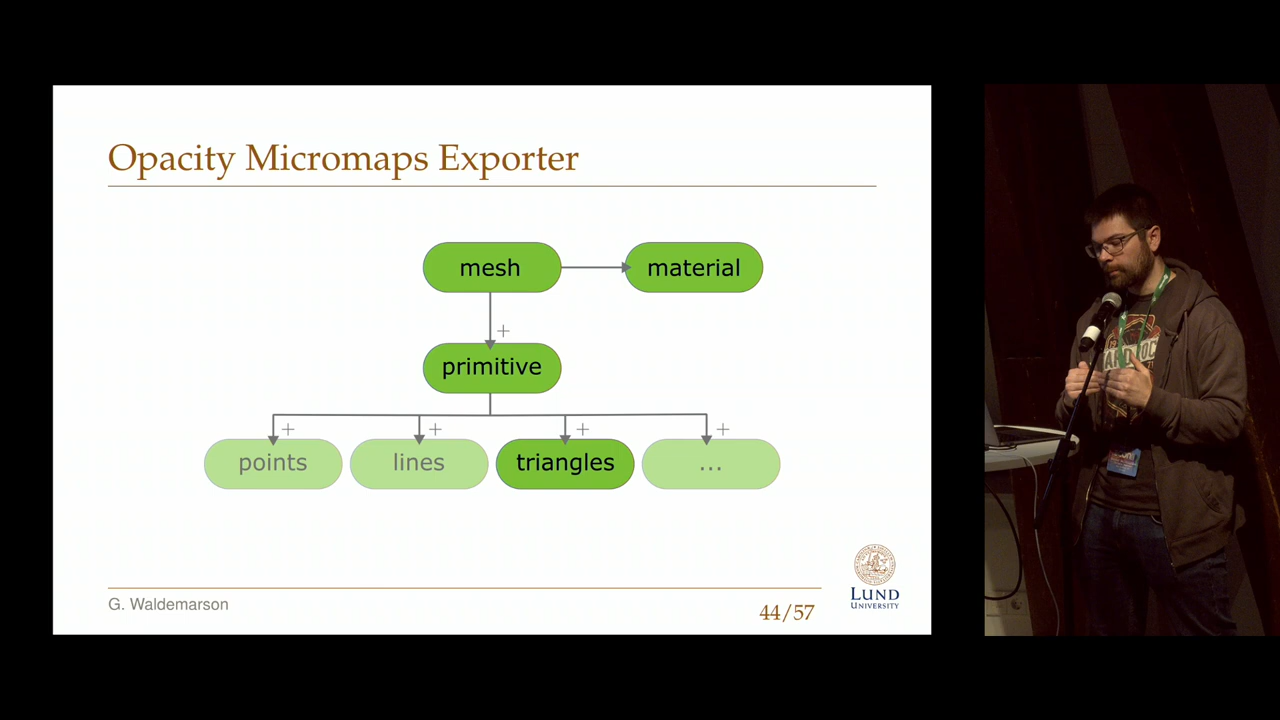 Opacity Micromaps Exporter
mesh
material
+
primitive
+ + + +
points
lines
triangles
...
G. Waldemarson
44/57
LUND
UNIVERSITY